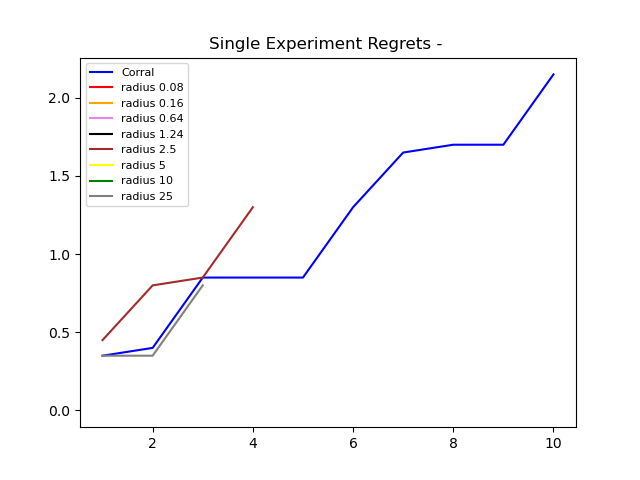 Single Experiment Regrets -
Corral
radius 0.08
radius 0.16
radius 0.64
radius 1.24
radius 2.5
radius 5
radius 10
radius 25
2.0
1.5
1.0
0.5
0.0
2 4 6 8 10